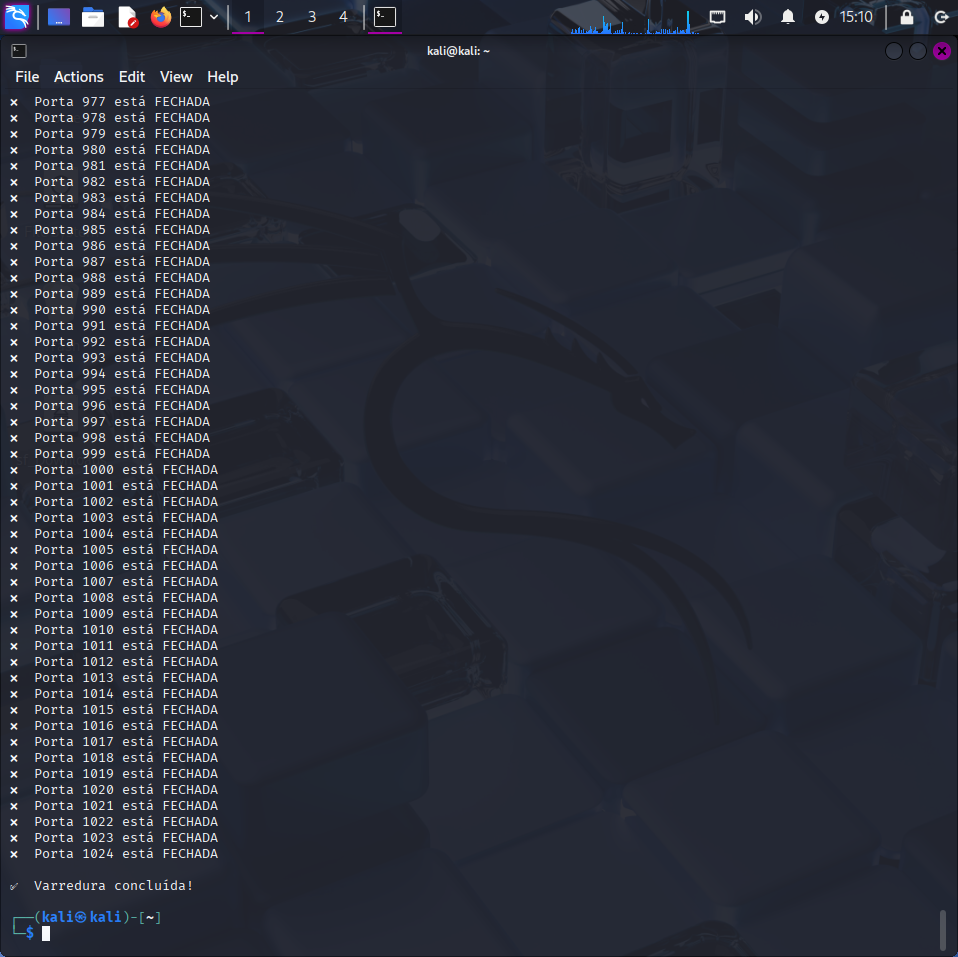 1 2 3 4 15:10
kali@kali: ~
File Actions Edit View Help
× Porta 977 está FECHADA
× Porta 978 está FECHADA
× Porta 979 está FECHADA
× Porta 980 está FECHADA
× Porta 981 está FECHADA
× Porta 982 está FECHADA
× Porta 983 está FECHADA
× Porta 984 está FECHADA
× Porta 985 está FECHADA
× Porta 986 está FECHADA
× Porta 987 está FECHADA
× Porta 988 está FECHADA
× Porta 989 está FECHADA
× Porta 990 está FECHADA
× Porta 991 está FECHADA
× Porta 992 está FECHADA
× Porta 993 está FECHADA
× Porta 994 está FECHADA
× Porta 995 está FECHADA
× Porta 996 está FECHADA
× Porta 997 está FECHADA
× Porta 998 está FECHADA
× Porta 999 está FECHADA
× Porta 1000 está FECHADA
× Porta 1001 está FECHADA
× Porta 1002 está FECHADA
× Porta 1003 está FECHADA
× Porta 1004 está FECHADA
× Porta 1005 está FECHADA
× Porta 1006 está FECHADA
× Porta 1007 está FECHADA
× Porta 1008 está FECHADA
× Porta 1009 está FECHADA
× Porta 1010 está FECHADA
× Porta 1011 está FECHADA
× Porta 1012 está FECHADA
× Porta 1013 está FECHADA
× Porta 1014 está FECHADA
× Porta 1015 está FECHADA
× Porta 1016 está FECHADA
× Porta 1017 está FECHADA
× Porta 1018 está FECHADA
× Porta 1019 está FECHADA
× Porta 1020 está FECHADA
× Porta 1021 está FECHADA
× Porta 1022 está FECHADA
× Porta 1023 está FECHADA
× Porta 1024 está FECHADA
✅ Varredura concluída!
┌──(kali㉿kali)-[~]
└─$